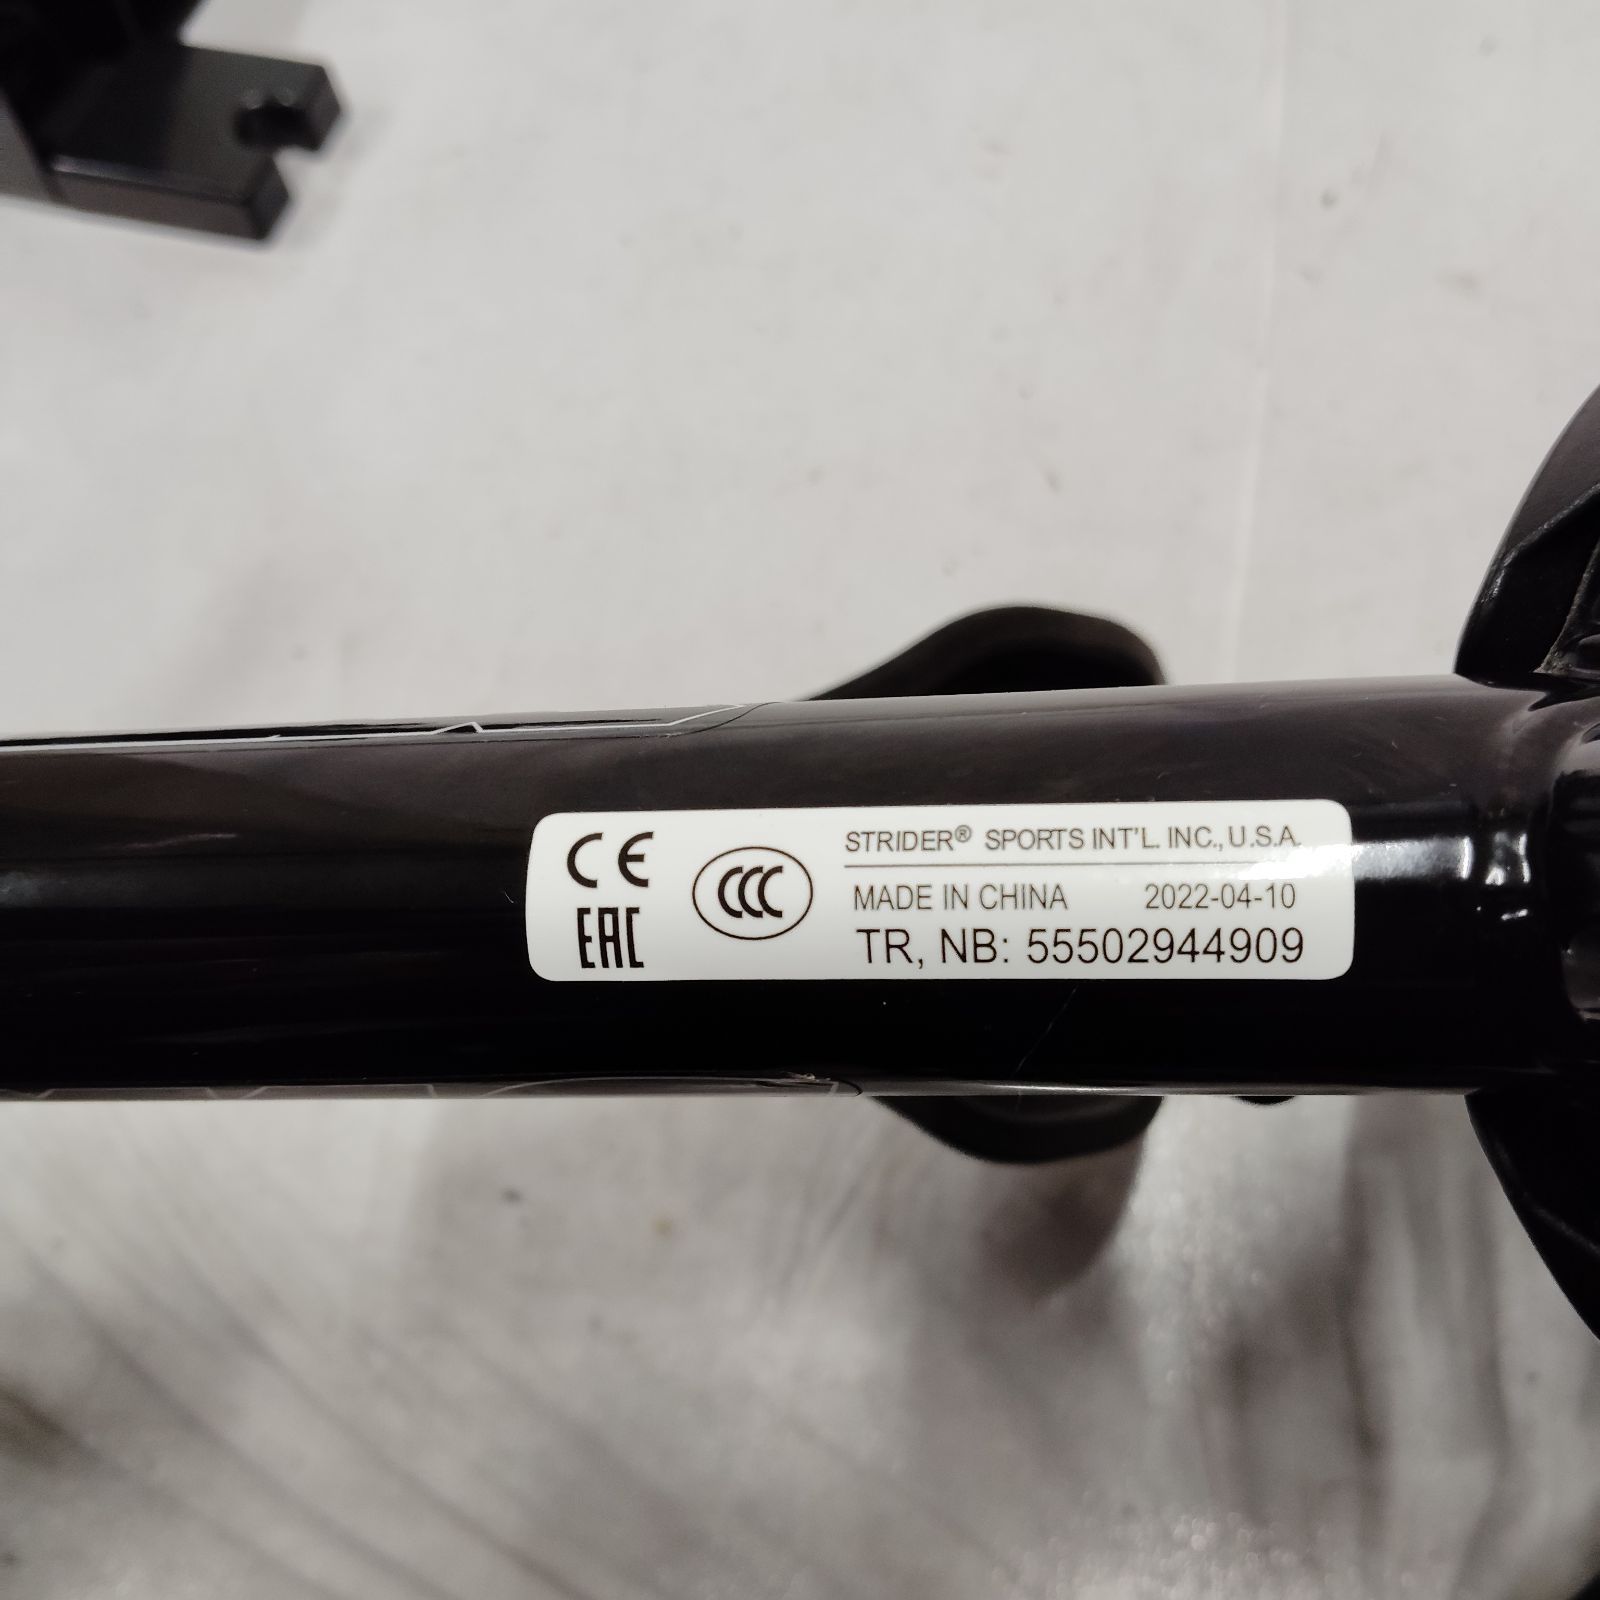 CE
EAC
CCC
STRIDER® SPORTS INT'L. INC., U.S.A.
MADE IN CHINA 2022-04-10
TR, NB: 55502944909